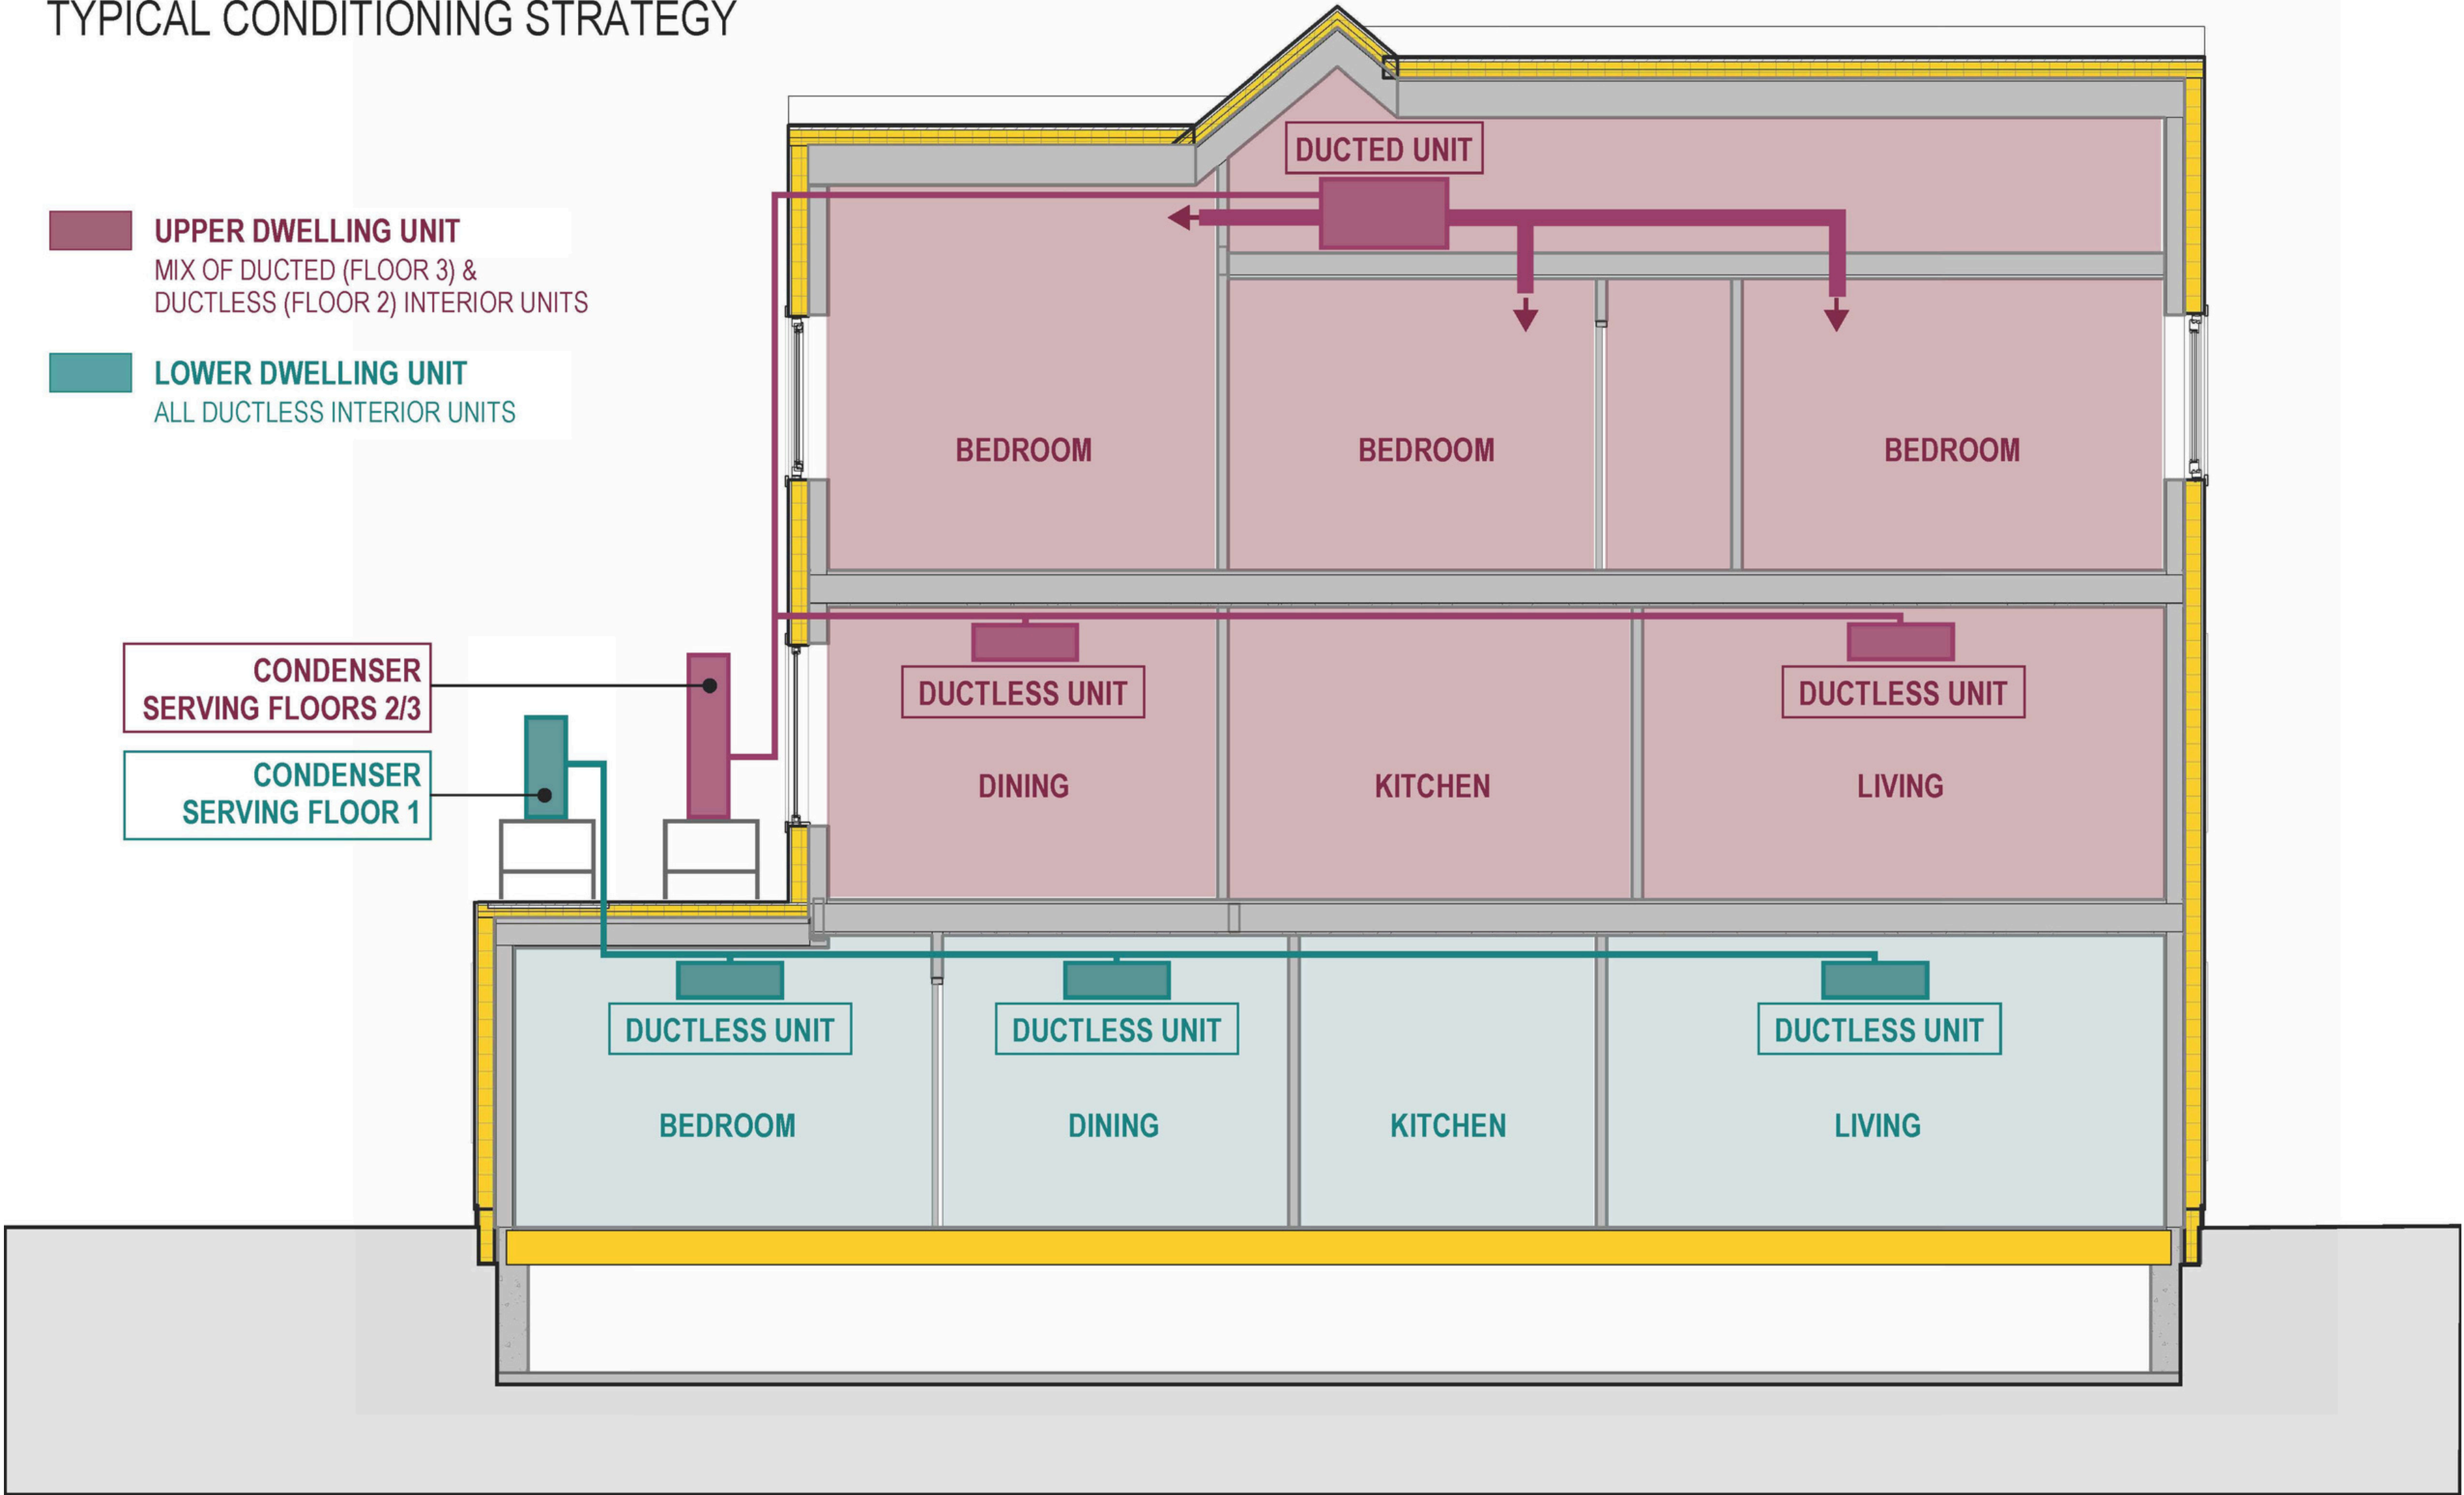 TYPICAL CONDITIONING STRATEGY
UPPER DWELLING UNIT
MIX OF DUCTED (FLOOR 3) &
DUCTLESS (FLOOR 2) INTERIOR UNITS
LOWER DWELLING UNIT
ALL DUCTLESS INTERIOR UNITS
DUCTED UNIT
BEDROOM
BEDROOM
BEDROOM
CONDENSER
SERVING FLOORS 2/3
CONDENSER
SERVING FLOOR 1
DUCTLESS UNIT
DUCTLESS UNIT
DINING
KITCHEN
LIVING
DUCTLESS UNIT
DUCTLESS UNIT
DUCTLESS UNIT
BEDROOM
DINING
KITCHEN
LIVING